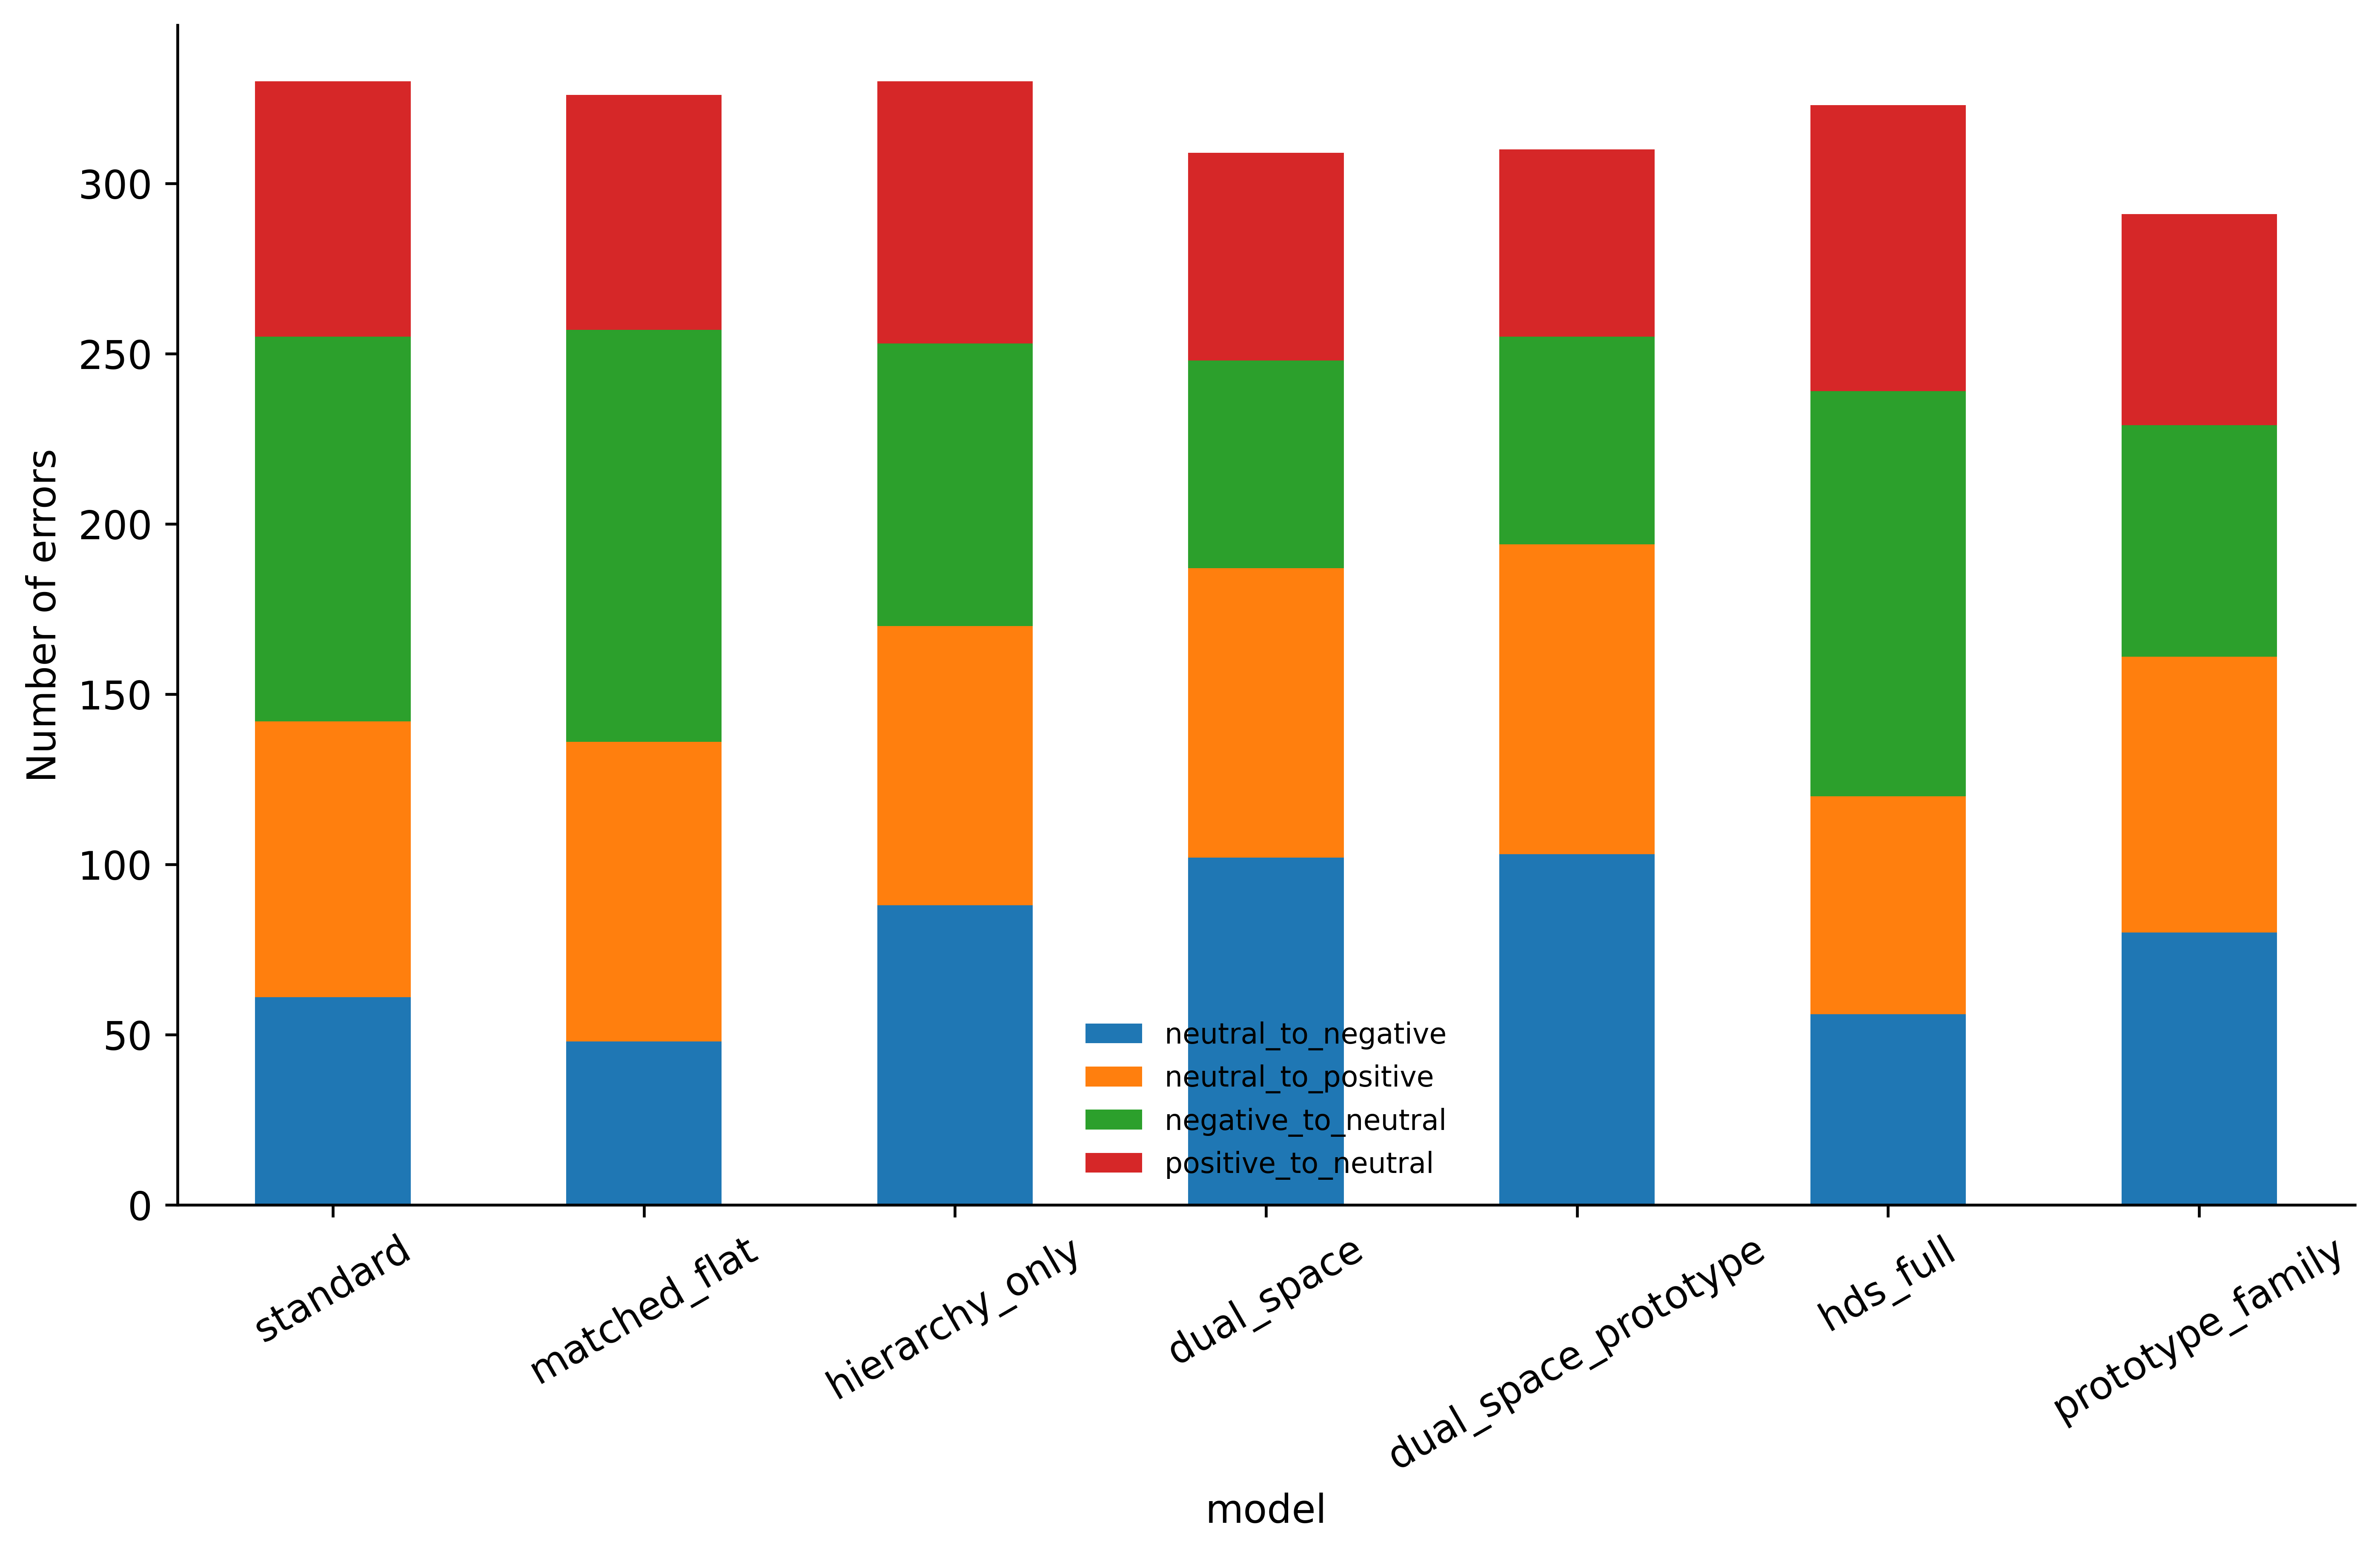 Number of errors
300
250
200
150
100
50
0
neutral_to_negative
neutral_to_positive
negative_to_neutral
positive_to_neutral
standard
matched_flat
hierarchy_only
dual_space
dual_space_prototype
hds_full
prototype_family
model